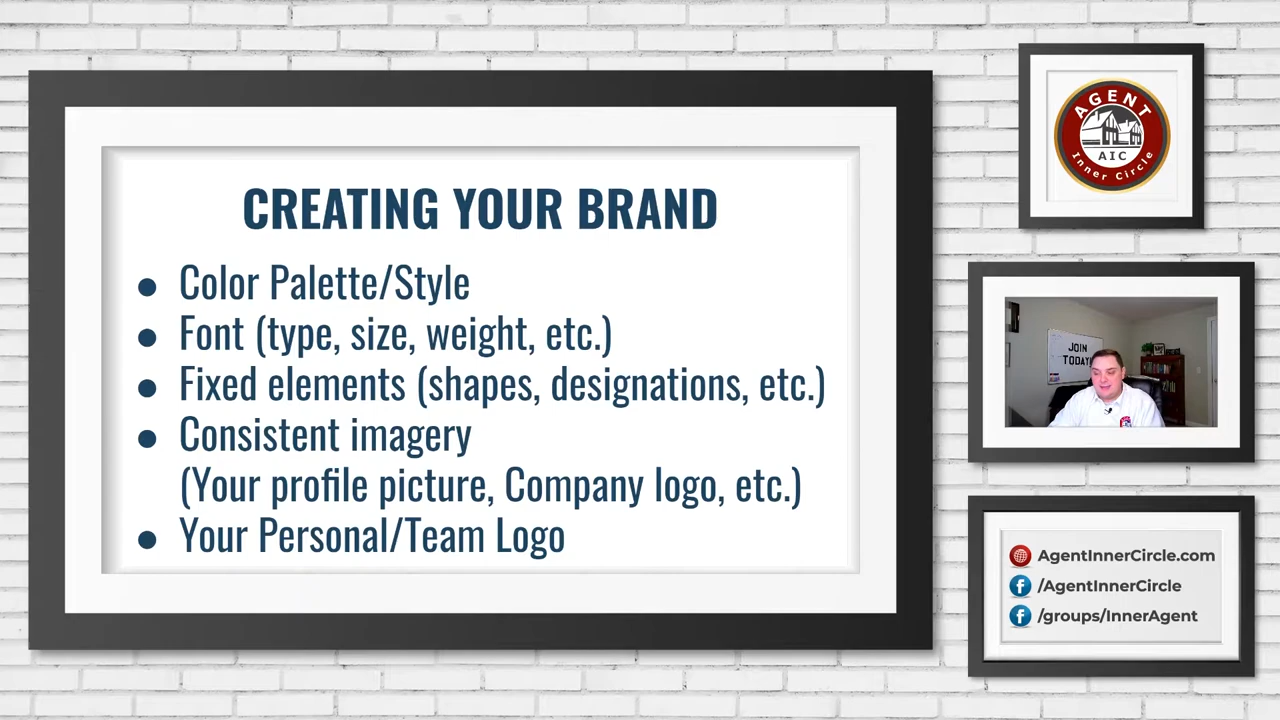 CREATING YOUR BRAND
● Color Palette/Style
● Font (type, size, weight, etc.)
● Fixed elements (shapes, designations, etc.)
● Consistent imagery
(Your profile picture, Company logo, etc.)
● Your Personal/Team Logo
AGENT
AIC
Inner Circle
JOIN
TODAY!
AgentInnerCircle.com
/AgentInnerCircle
/groups/InnerAgent